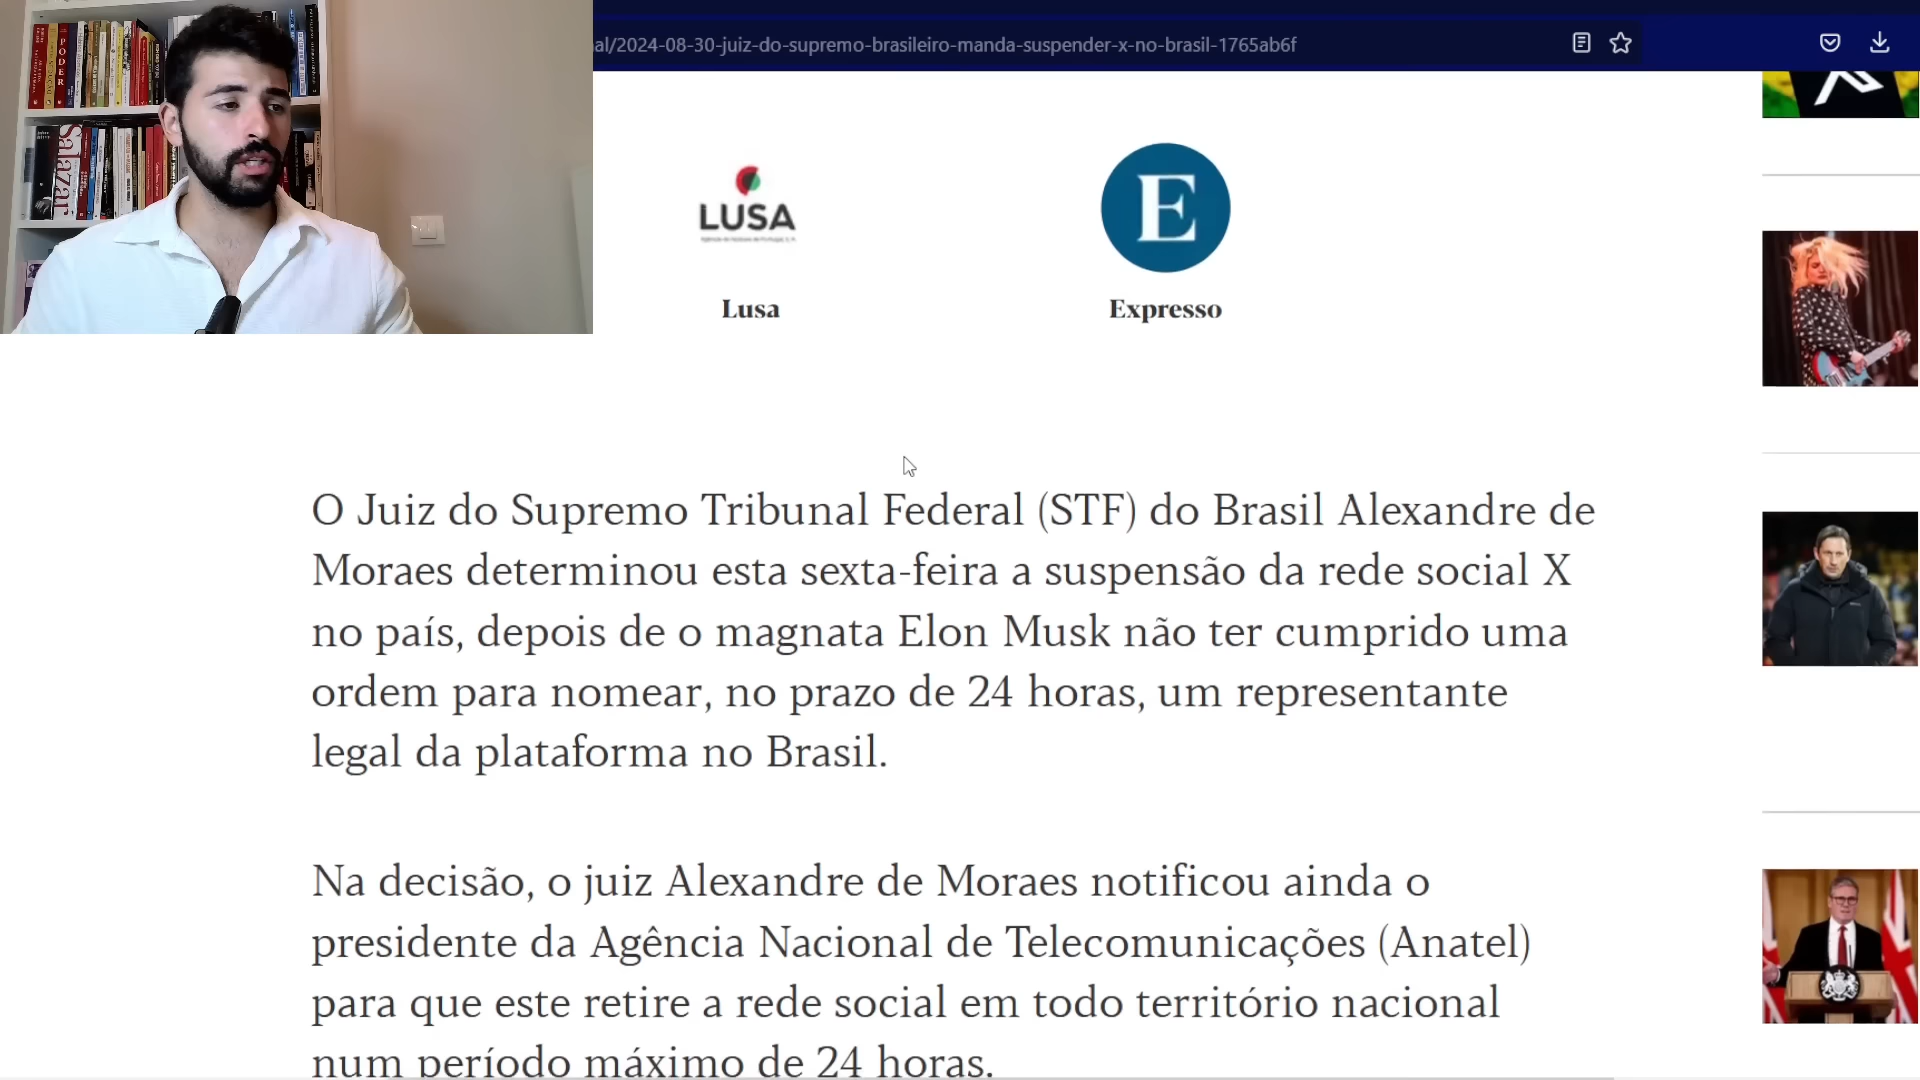 al/2024-08-30-juiz-do-supremo-brasileiro-manda-suspender-x-no-brasil-1765ab6f
PODER
Salazar
LUSA
E
Lusa
Expresso
O Juiz do Supremo Tribunal Federal (STF) do Brasil Alexandre de
Moraes determinou esta sexta-feira a suspensão da rede social X
no país, depois de o magnata Elon Musk não ter cumprido uma
ordem para nomear, no prazo de 24 horas, um representante
legal da plataforma no Brasil.
Na decisão, o juiz Alexandre de Moraes notificou ainda o
presidente da Agência Nacional de Telecomunicações (Anatel)
para que este retire a rede social em todo território nacional
num período máximo de 24 horas.